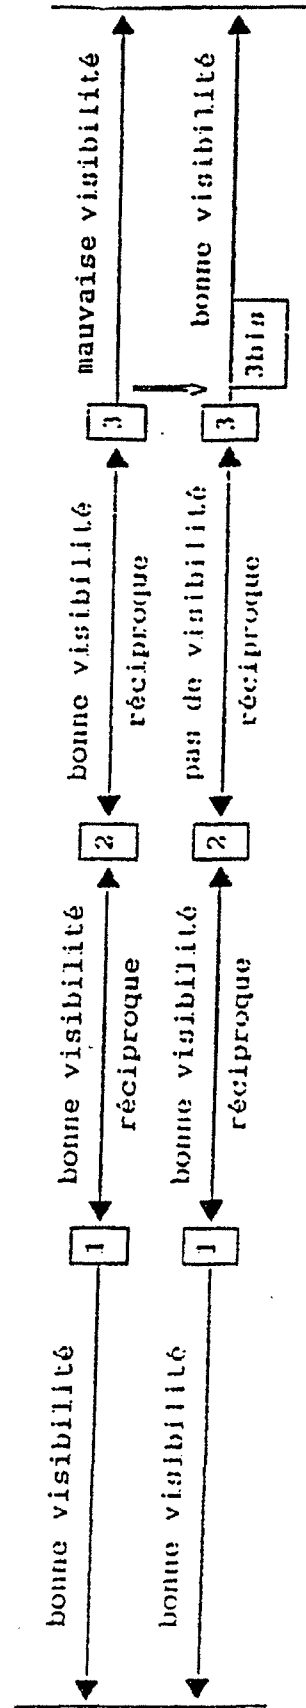 bonne visibilité
1
bonne visibilité
réciproque
2
bonne visibilité
réciproque
3
mauvaise visibilité
bonne visibilité
1
bonne visibilité
réciproque
2
pas de visibilité
réciproque
3
3bis
bonne visibilité